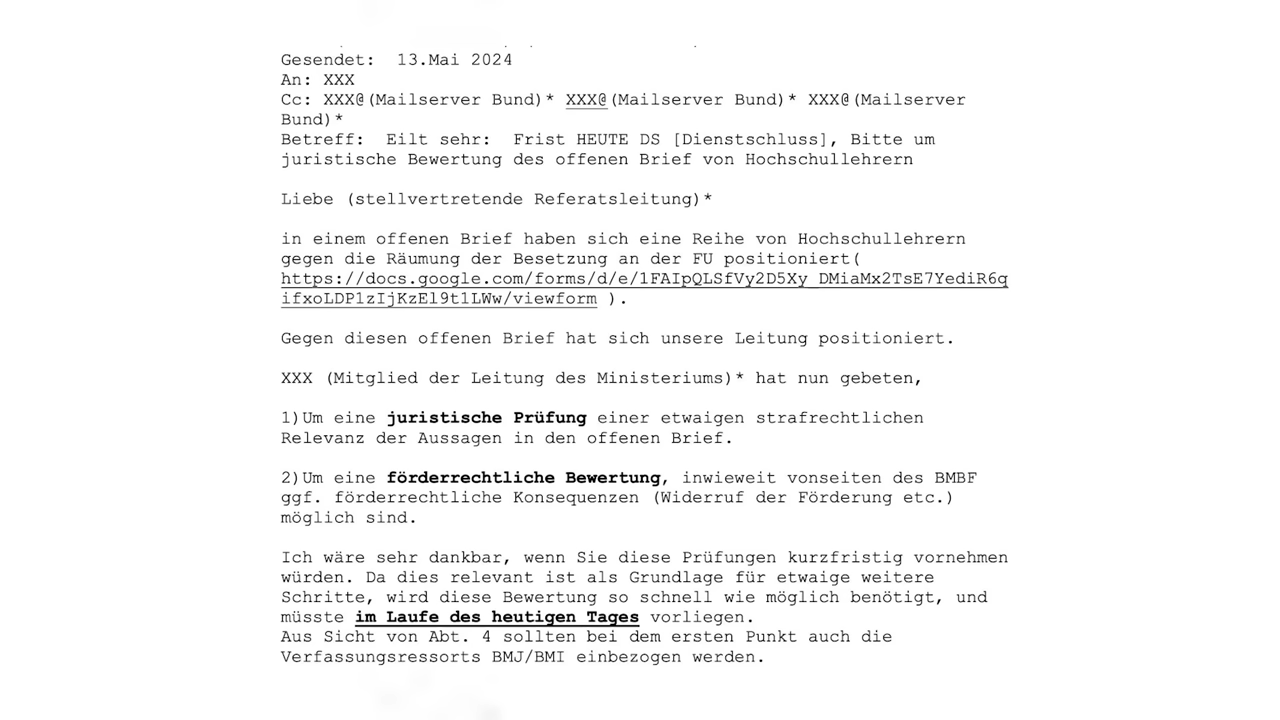 Gesendet:  13.Mai 2024
An: XXX
Cc: XXX@(Mailserver Bund)* XXX@(Mailserver Bund)* XXX@(Mailserver
Bund)*
Betreff:  Eilt sehr:  Frist HEUTE DS [Dienstschluss], Bitte um
juristische Bewertung des offenen Brief von Hochschullehrern
Liebe (stellvertretende Referatsleitung)*
in einem offenen Brief haben sich eine Reihe von Hochschullehrern
gegen die Räumung der Besetzung an der FU positioniert(
https://docs.google.com/forms/d/e/1FAIpQLSfVy2D5Xy_DMiaMx2TsE7YediR6q
ifxoLDP1zIjKzEl9t1LWw/viewform ).
Gegen diesen offenen Brief hat sich unsere Leitung positioniert.
XXX (Mitglied der Leitung des Ministeriums)* hat nun gebeten,
1)Um eine juristische Prüfung einer etwaigen strafrechtlichen
Relevanz der Aussagen in den offenen Brief.
2)Um eine förderrechtliche Bewertung, inwieweit vonseiten des BMBF
ggf. förderrechtliche Konsequenzen (Widerruf der Förderung etc.)
möglich sind.
Ich wäre sehr dankbar, wenn Sie diese Prüfungen kurzfristig vornehmen
würden. Da dies relevant ist als Grundlage für etwaige weitere
Schritte, wird diese Bewertung so schnell wie möglich benötigt, und
müsste im Laufe des heutigen Tages vorliegen.
Aus Sicht von Abt. 4 sollten bei dem ersten Punkt auch die
Verfassungsressorts BMJ/BMI einbezogen werden.